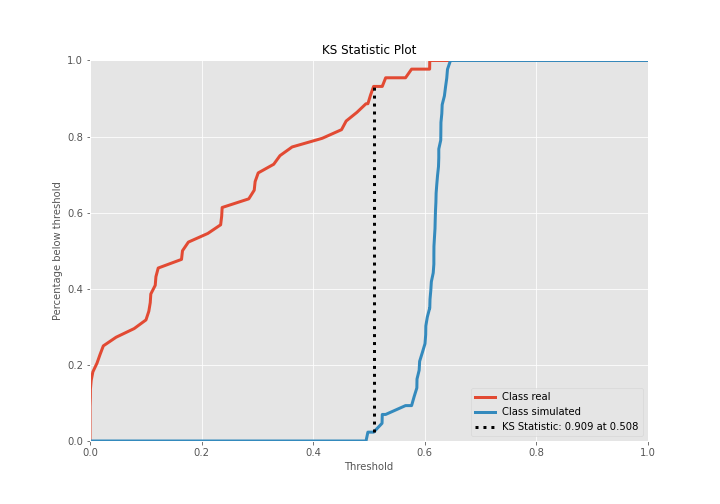 KS Statistic Plot
1.0
0.8
0.6
0.4
0.2
0.0
Percentage below threshold
0.0 0.2 0.4 0.6 0.8 1.0
Threshold
Class real
Class simulated
KS Statistic: 0.909 at 0.508